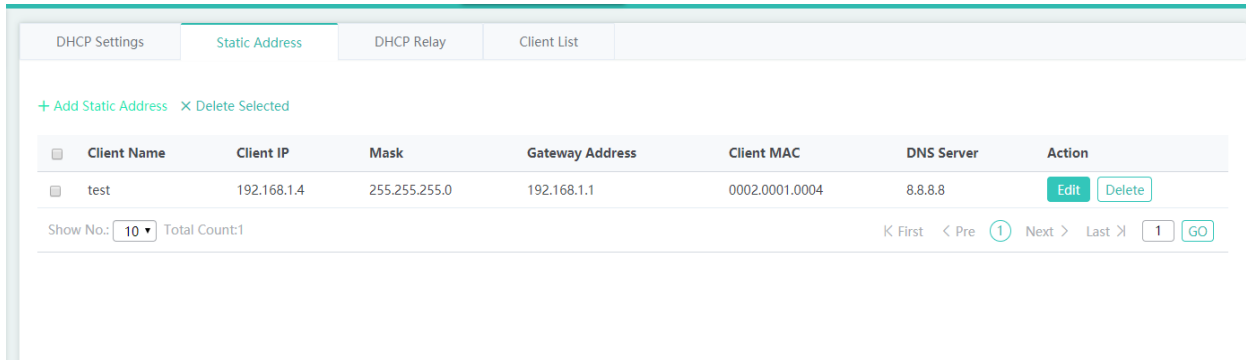 DHCP Settings Static Address DHCP Relay Client List
+ Add Static Address × Delete Selected
Client Name Client IP Mask Gateway Address Client MAC DNS Server Action
test 192.168.1.4 255.255.255.0 192.168.1.1 0002.0001.0004 8.8.8.8 Edit Delete
Show No.: 10 Total Count:1 First < Pre 1 Next > Last 1 GO